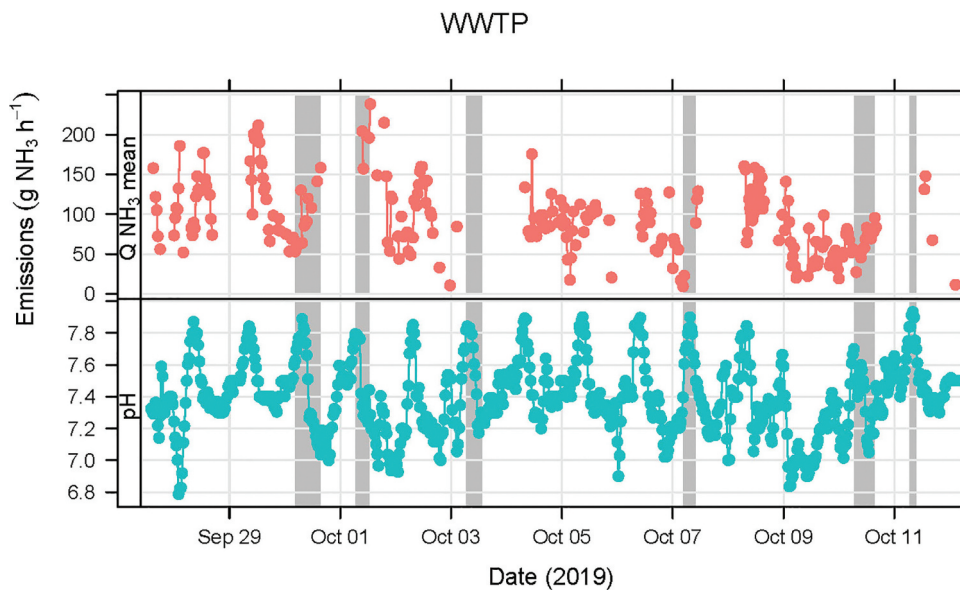 WWTP
Emissions (g NH₃ h⁻¹)
Q NH₃ mean
200
150
100
50
0
pH
7.8
7.6
7.4
7.2
7.0
6.8
Sep 29
Oct 01
Oct 03
Oct 05
Oct 07
Oct 09
Oct 11
Date (2019)